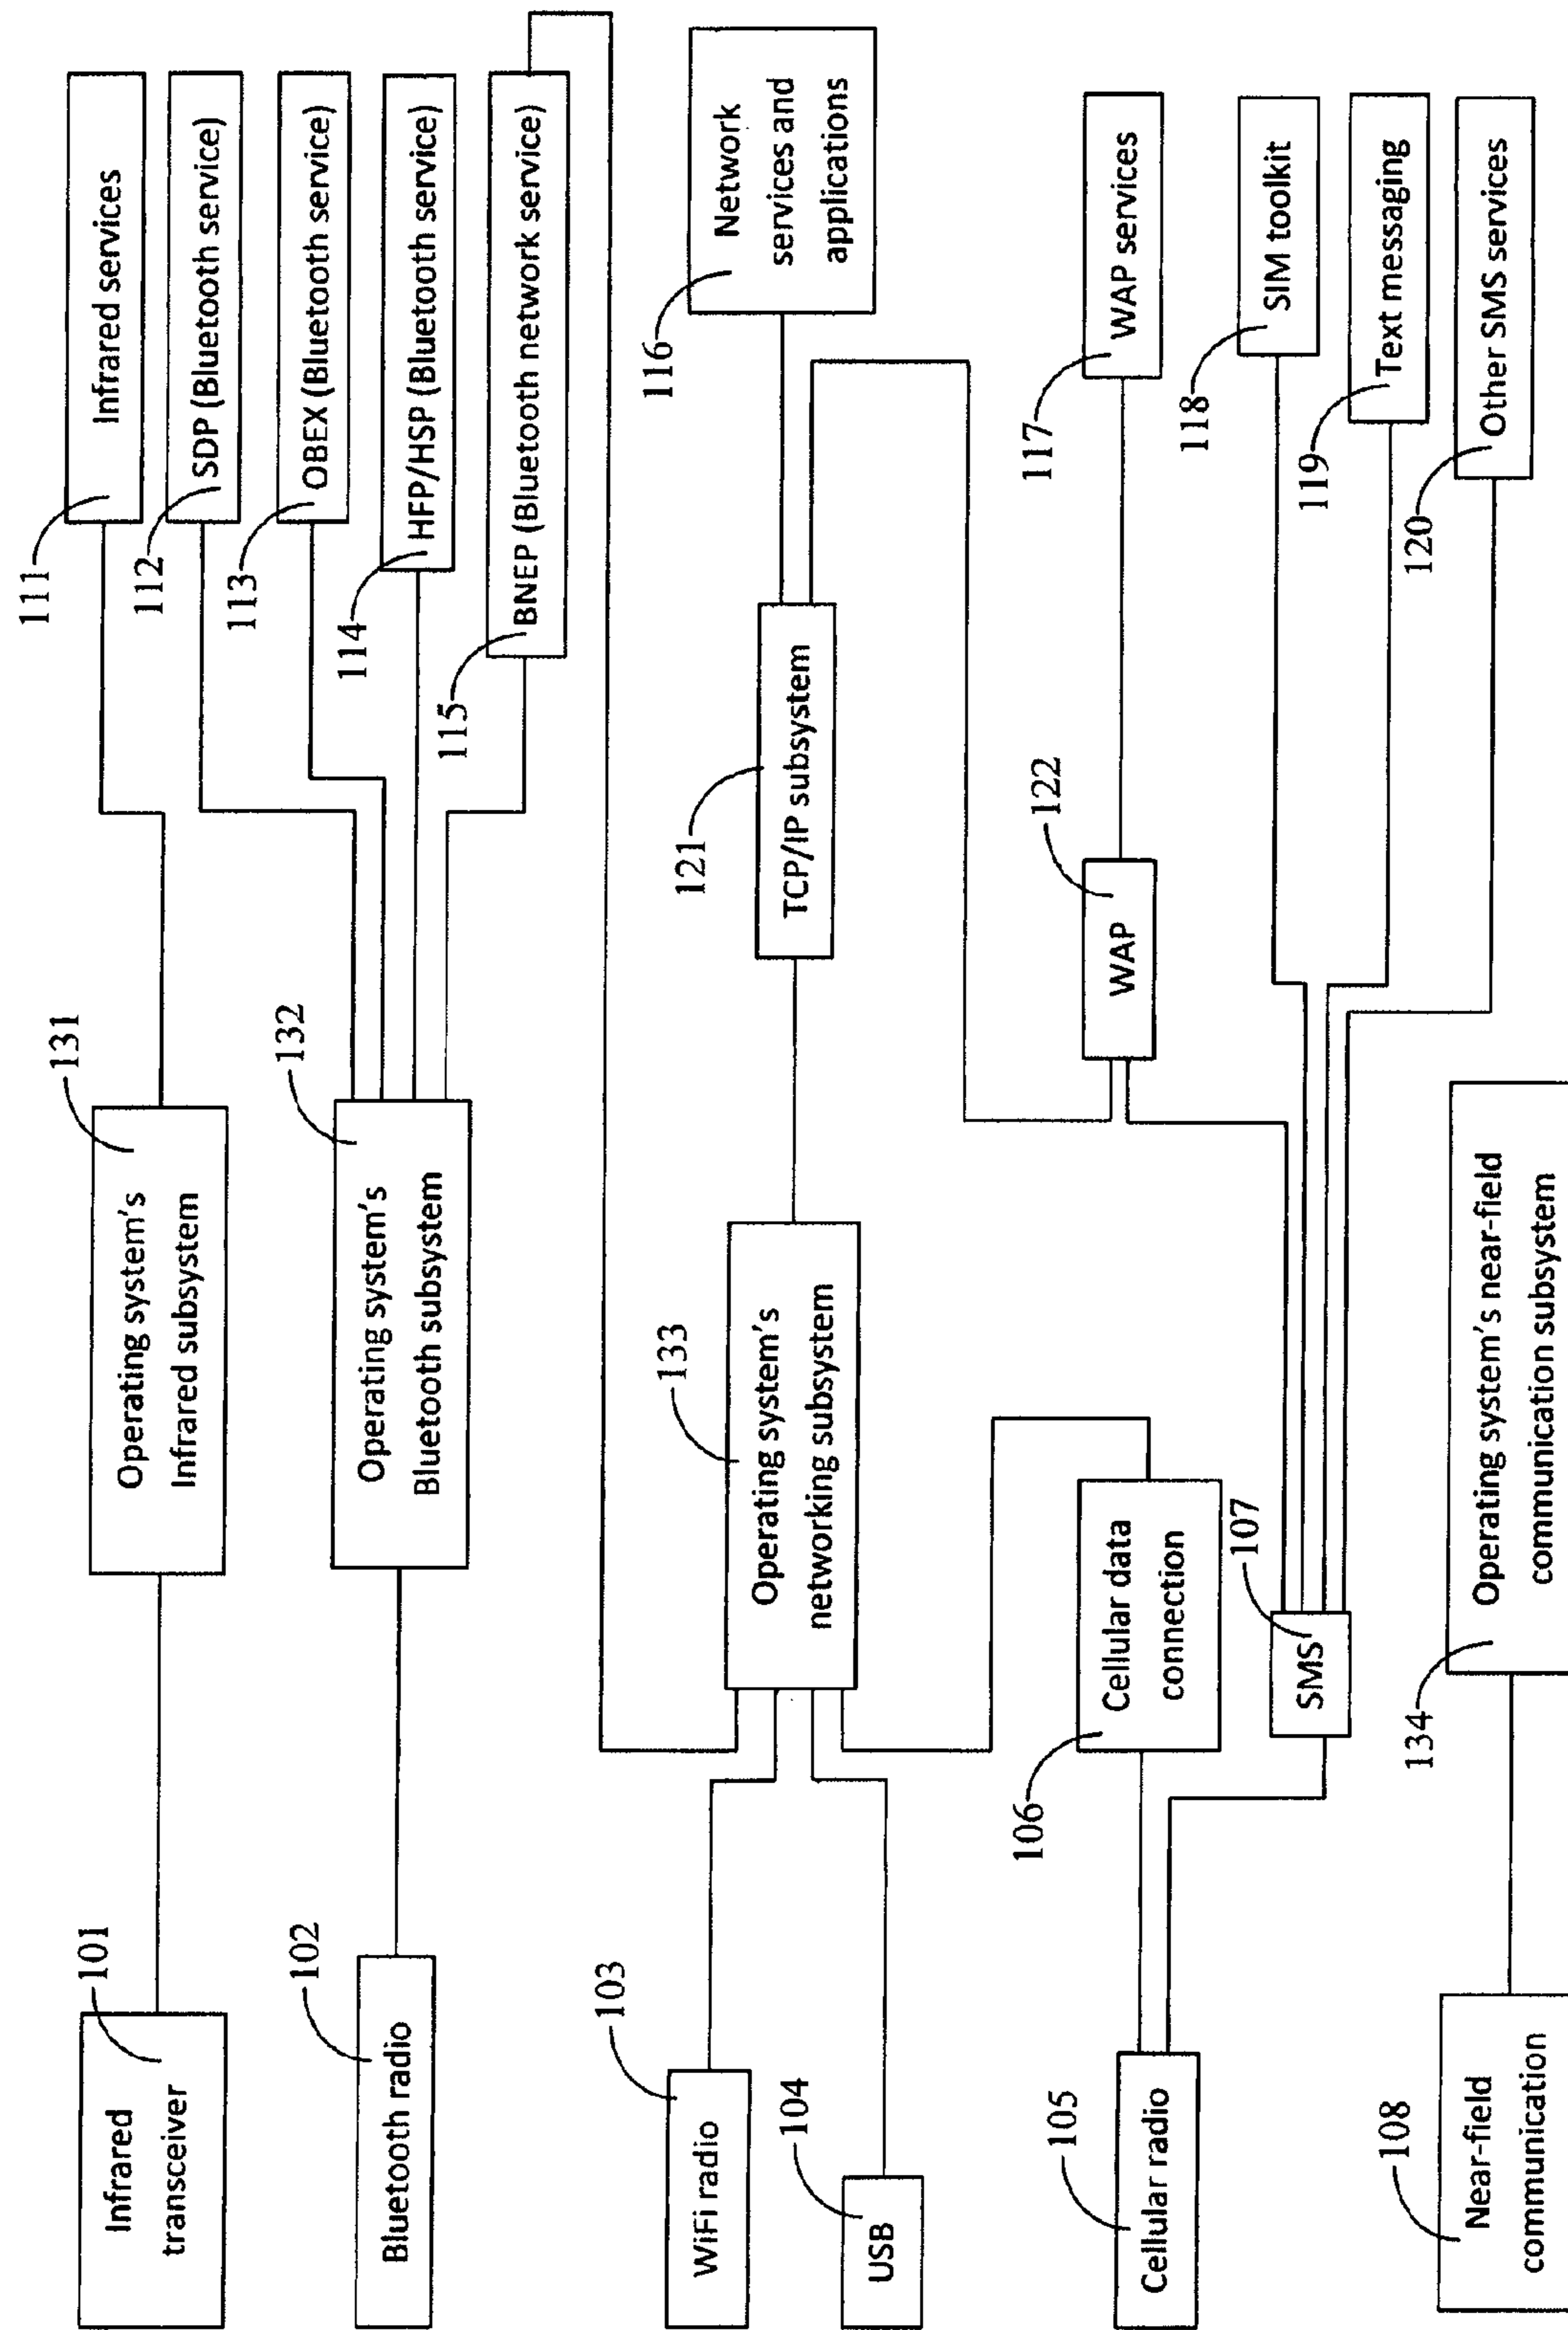 101
Infrared
transceiver
131
Operating system's
Infrared subsystem
111
Infrared services
112
SDP (Bluetooth service)
102
Bluetooth radio
132
Operating system's
Bluetooth subsystem
113
OBEX (Bluetooth service)
114
HFP/HSP (Bluetooth service)
115
BNEP (Bluetooth network service)
103
WiFi radio
104
USB
133
Operating system's
networking subsystem
121
TCP/IP subsystem
116
Network
services and
applications
105
Cellular radio
106
Cellular data
connection
122
WAP
117
WAP services
107
SMS
118
SIM toolkit
119
Text messaging
120
Other SMS services
108
Near-field
communication
134
Operating system's near-field
communication subsystem